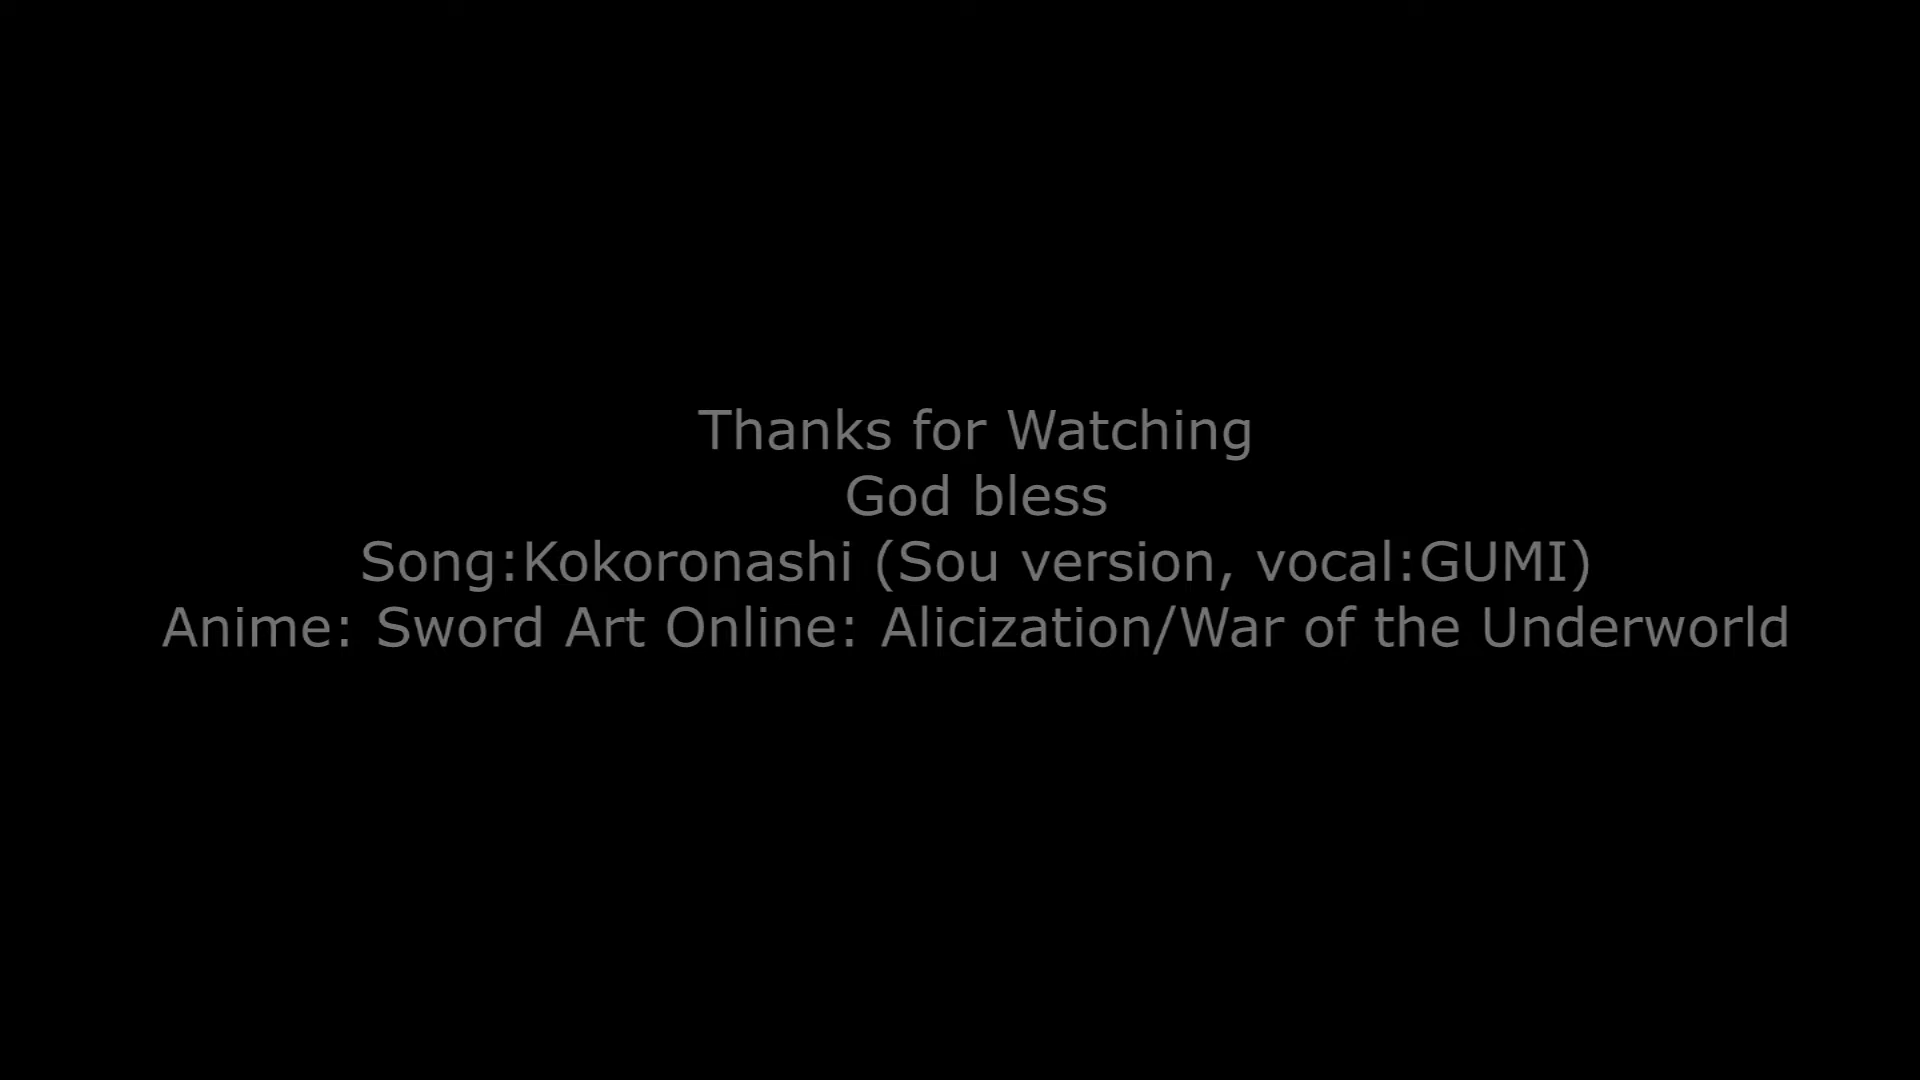 Thanks for Watching
God bless
Song:Kokoronashi (Sou version, vocal:GUMI)
Anime: Sword Art Online: Alicization/War of the Underworld